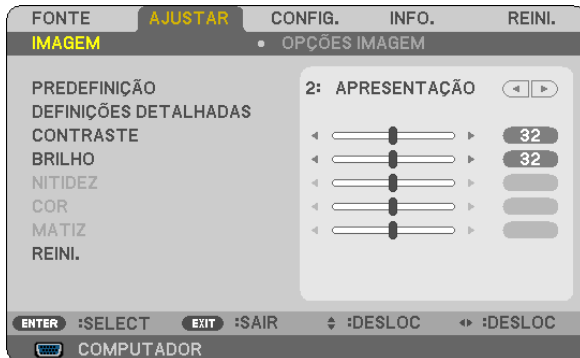 FONTE AJUSTAR CONFIG. INFO. REINI.
IMAGEM • OPÇÕES IMAGEM
PREDEFINIÇÃO 2: APRESENTAÇÃO
DEFINIÇÕES DETALHADAS
CONTRASTE 32
BRILHO 32
NITIDEZ
COR
MATIZ
REINI.
ENTER :SELECT EXIT :SAIR :DESLOC :DESLOC
COMPUTADOR